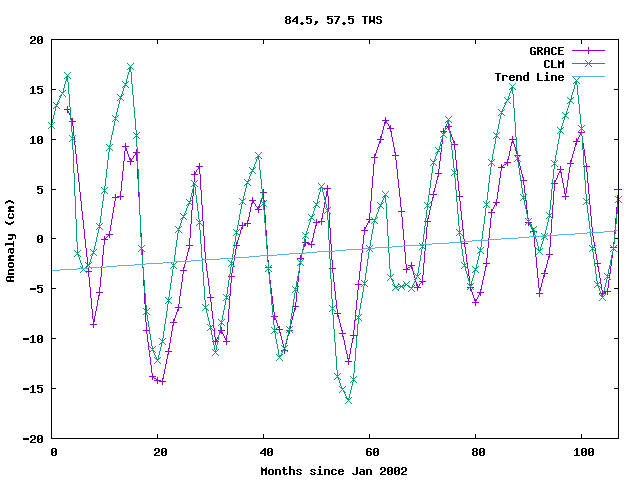 84.5, 57.5 TWS
GRACE
CLM
Trend Line
20
15
10
5
0
-5
-10
-15
-20
Anomaly (cm)
0 20 40 60 80 100
Months since Jan 2002